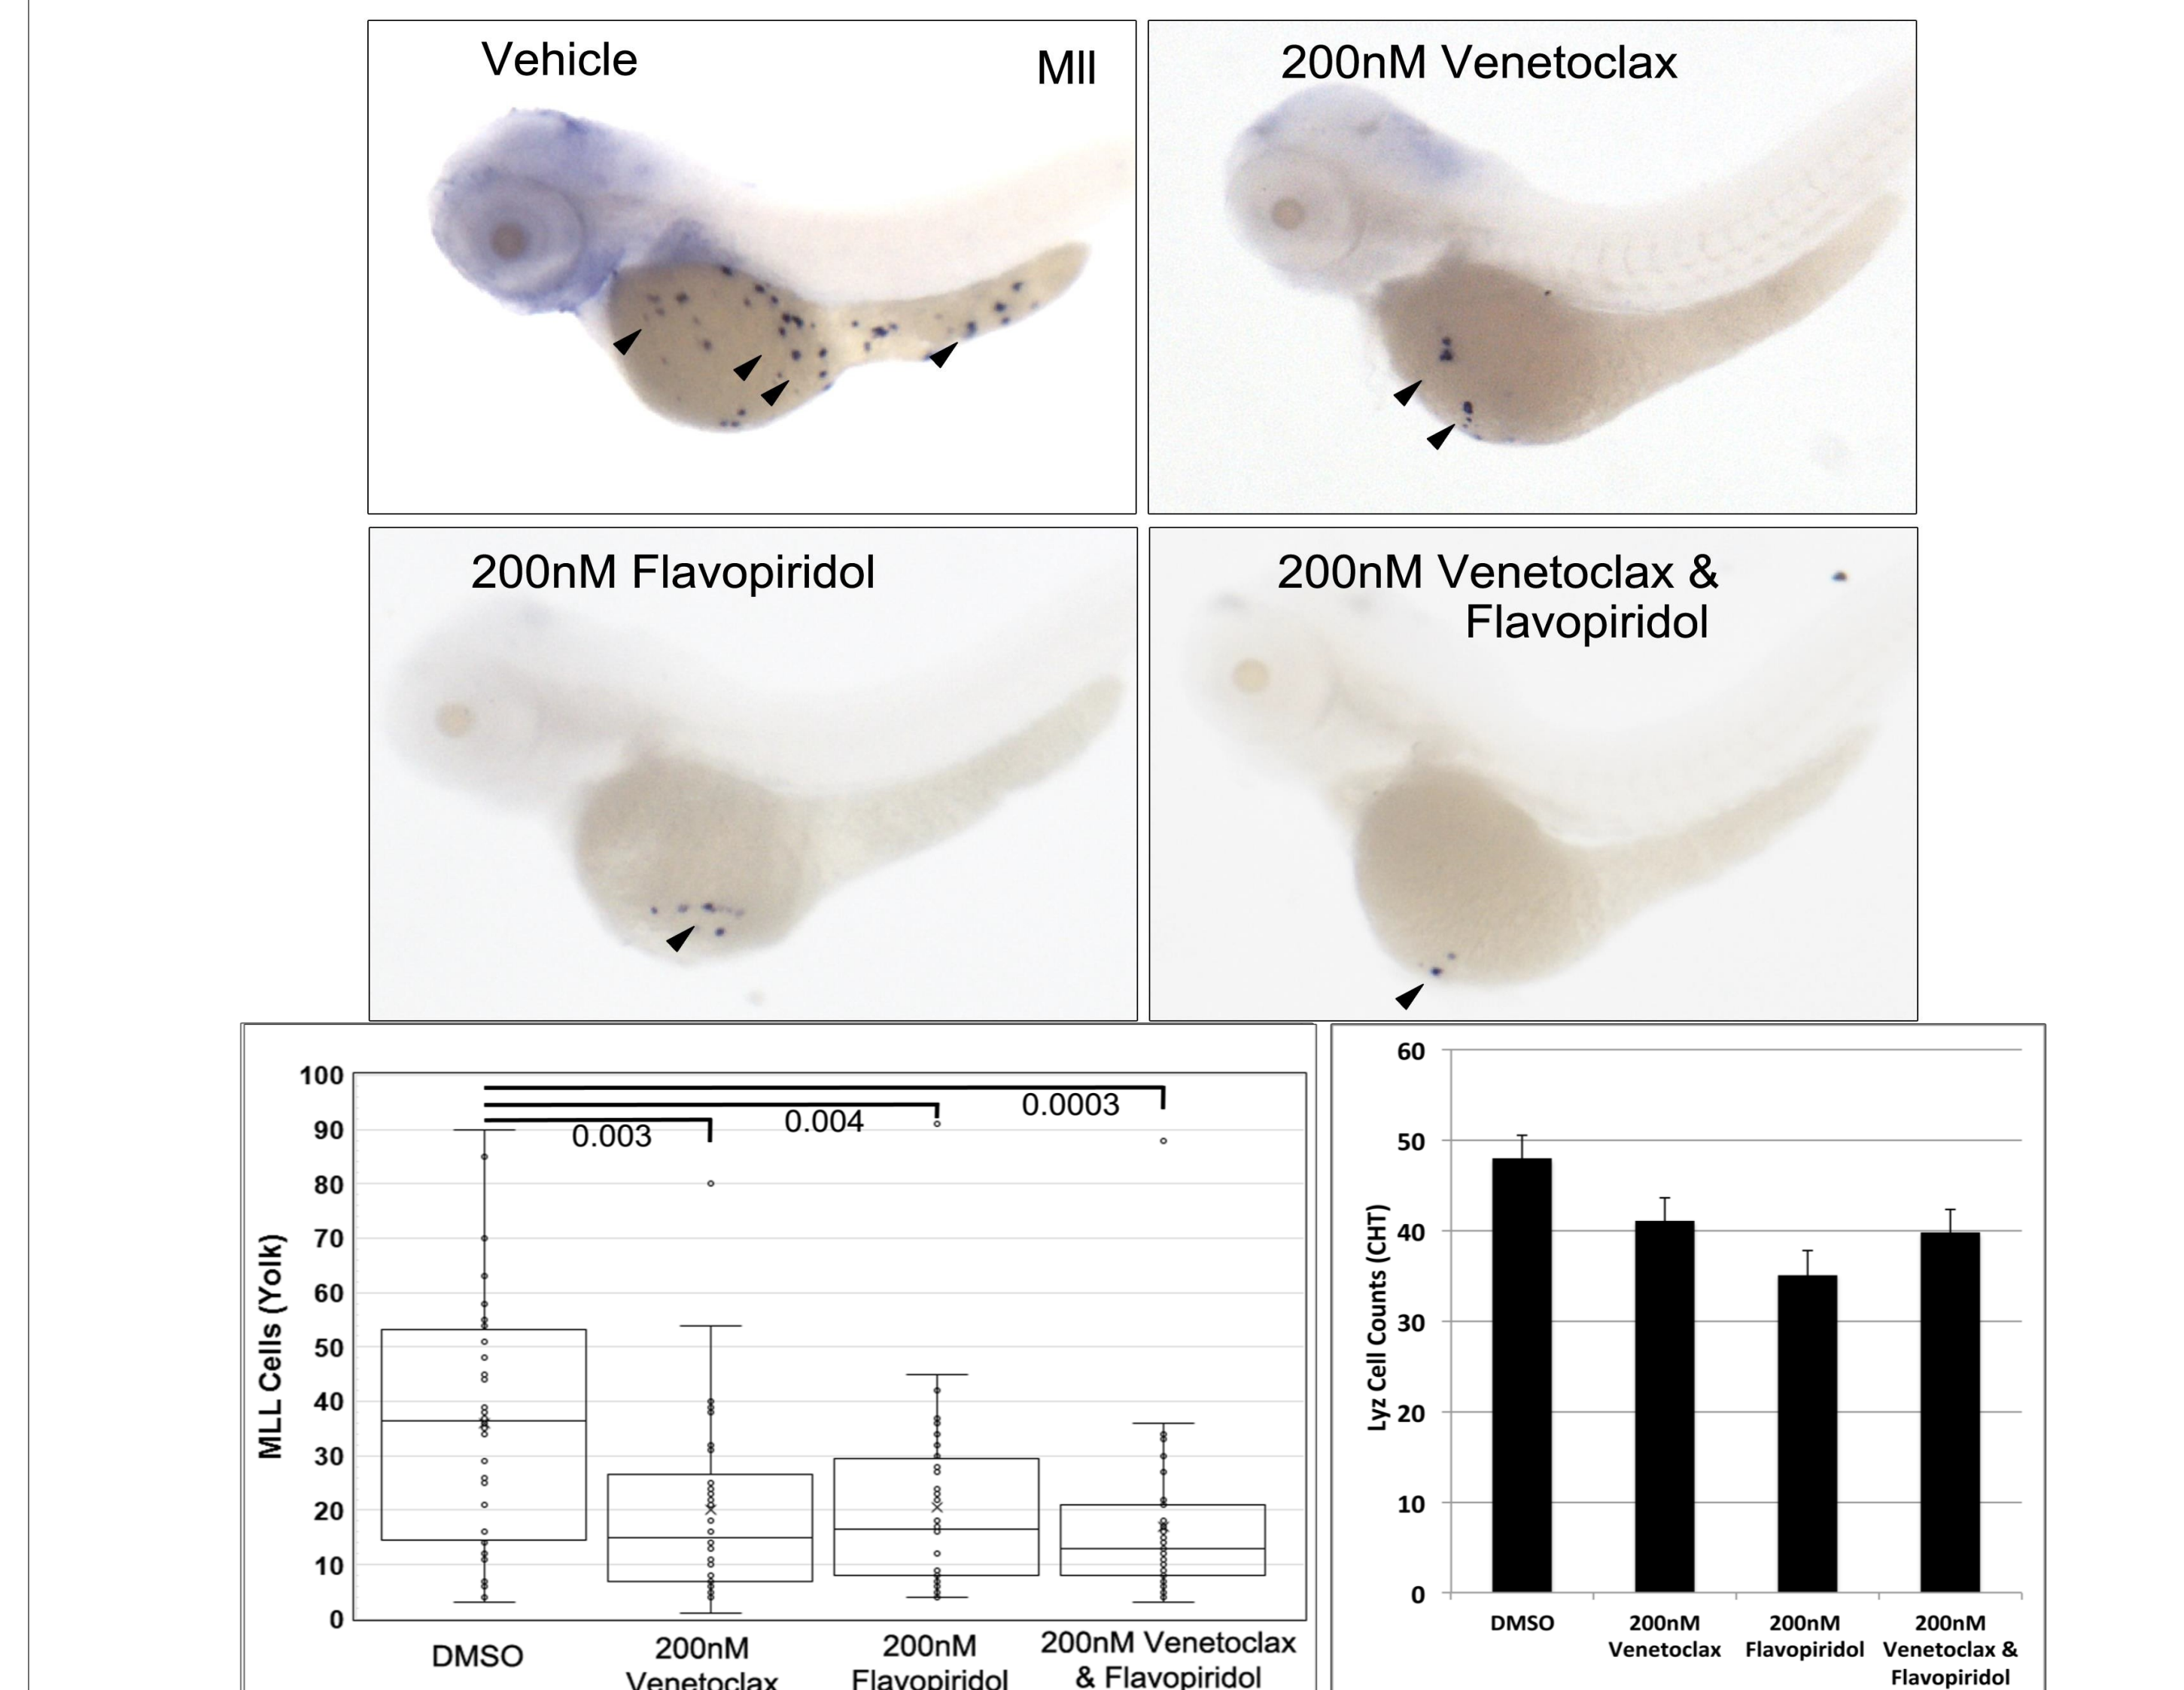 Vehicle
Mll
200nM Venetoclax
200nM Flavopiridol
200nM Venetoclax &
Flavopiridol
100
90
80
70
60
50
40
30
20
10
0
MLL Cells (Yolk)
0.003
0.004
0.0003
DMSO
200nM
Venetoclax
200nM
Flavopiridol
200nM Venetoclax
& Flavopiridol
60
50
40
30
20
10
0
Lyz Cell Counts (CHT)
DMSO
200nM
Venetoclax
200nM
Flavopiridol
200nM
Venetoclax &
Flavopiridol